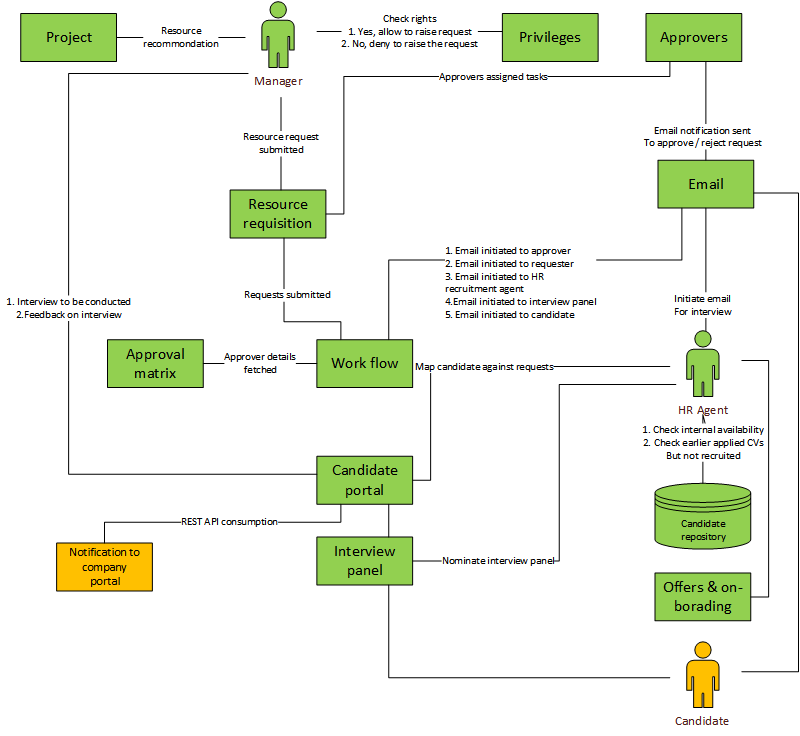 Project
Resource
recommondation
Manager
Check rights
1. Yes, allow to raise request
2. No, deny to raise the request
Privileges
Approvers
Approvers assigned tasks
Resource request
submitted
Email notification sent
To approve / reject request
Resource
requisition
Email
1. Email initiated to approver
2. Email initiated to requester
3. Email initiated to HR
recruitment agent
4.Email initiated to interview panel
5. Email initiated to candidate
Requests submitted
1. Interview to be conducted
2.Feedback on interview
Initiate email
For interview
Approval
matrix
Approver details
fetched
Work flow
Map candidate against requests
HR Agent
1. Check internal availability
2. Check earlier applied CVs
But not recruited
Candidate
portal
Candidate
repository
REST API consumption
Notification to
company
portal
Interview
panel
Nominate interview panel
Offers & on-
borading
Candidate